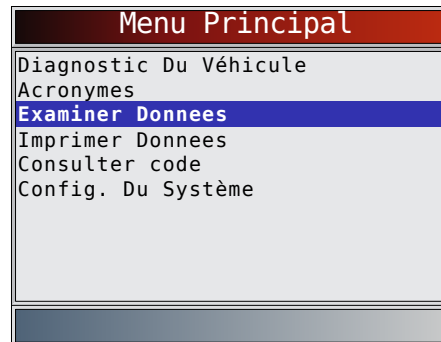 Menu Principal
Diagnostic Du Véhicule
Acronymes
Examiner Donnees
Imprimer Donnees
Consulter code
Config. Du Système